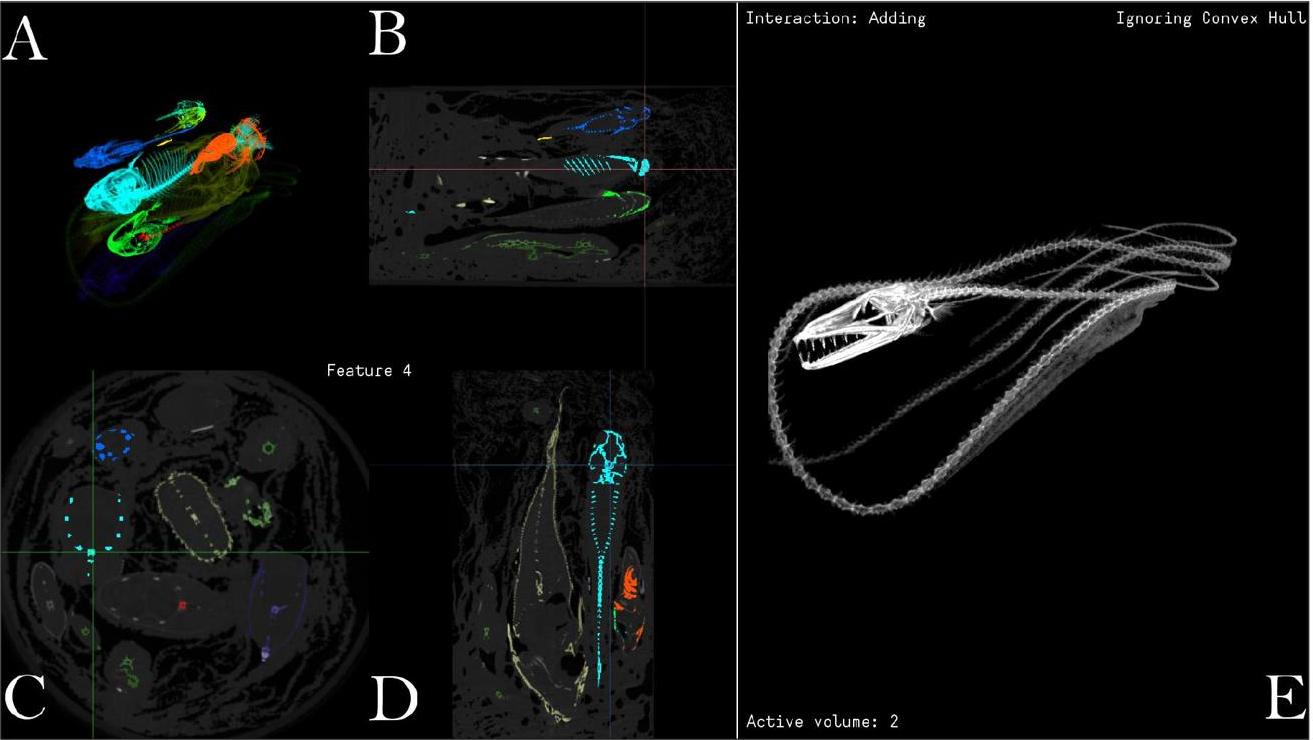 A
B
Interaction: Adding
Ignoring Convex Hull
Feature 4
C
D
Active volume: 2
E